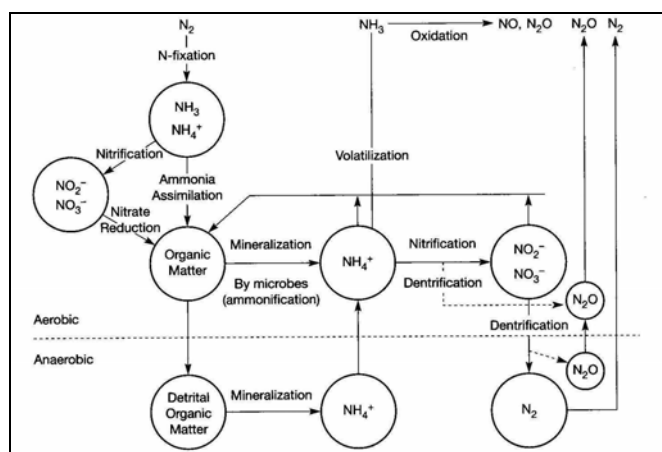 N₂
NH₃
NO, N₂O
N₂O
N₂
Oxidation
N-fixation
NH₃
NH₄⁺
Nitrification
Volatilization
NO₂⁻
NO₃⁻
Ammonia
Assimilation
Nitrate
Reduction
Organic
Matter
Mineralization
By microbes
(ammonification)
NH₄⁺
Nitrification
Dentrification
NO₂⁻
NO₃⁻
N₂O
Dentrification
Aerobic
Anaerobic
N₂O
Detrital
Organic
Matter
Mineralization
NH₄⁺
N₂